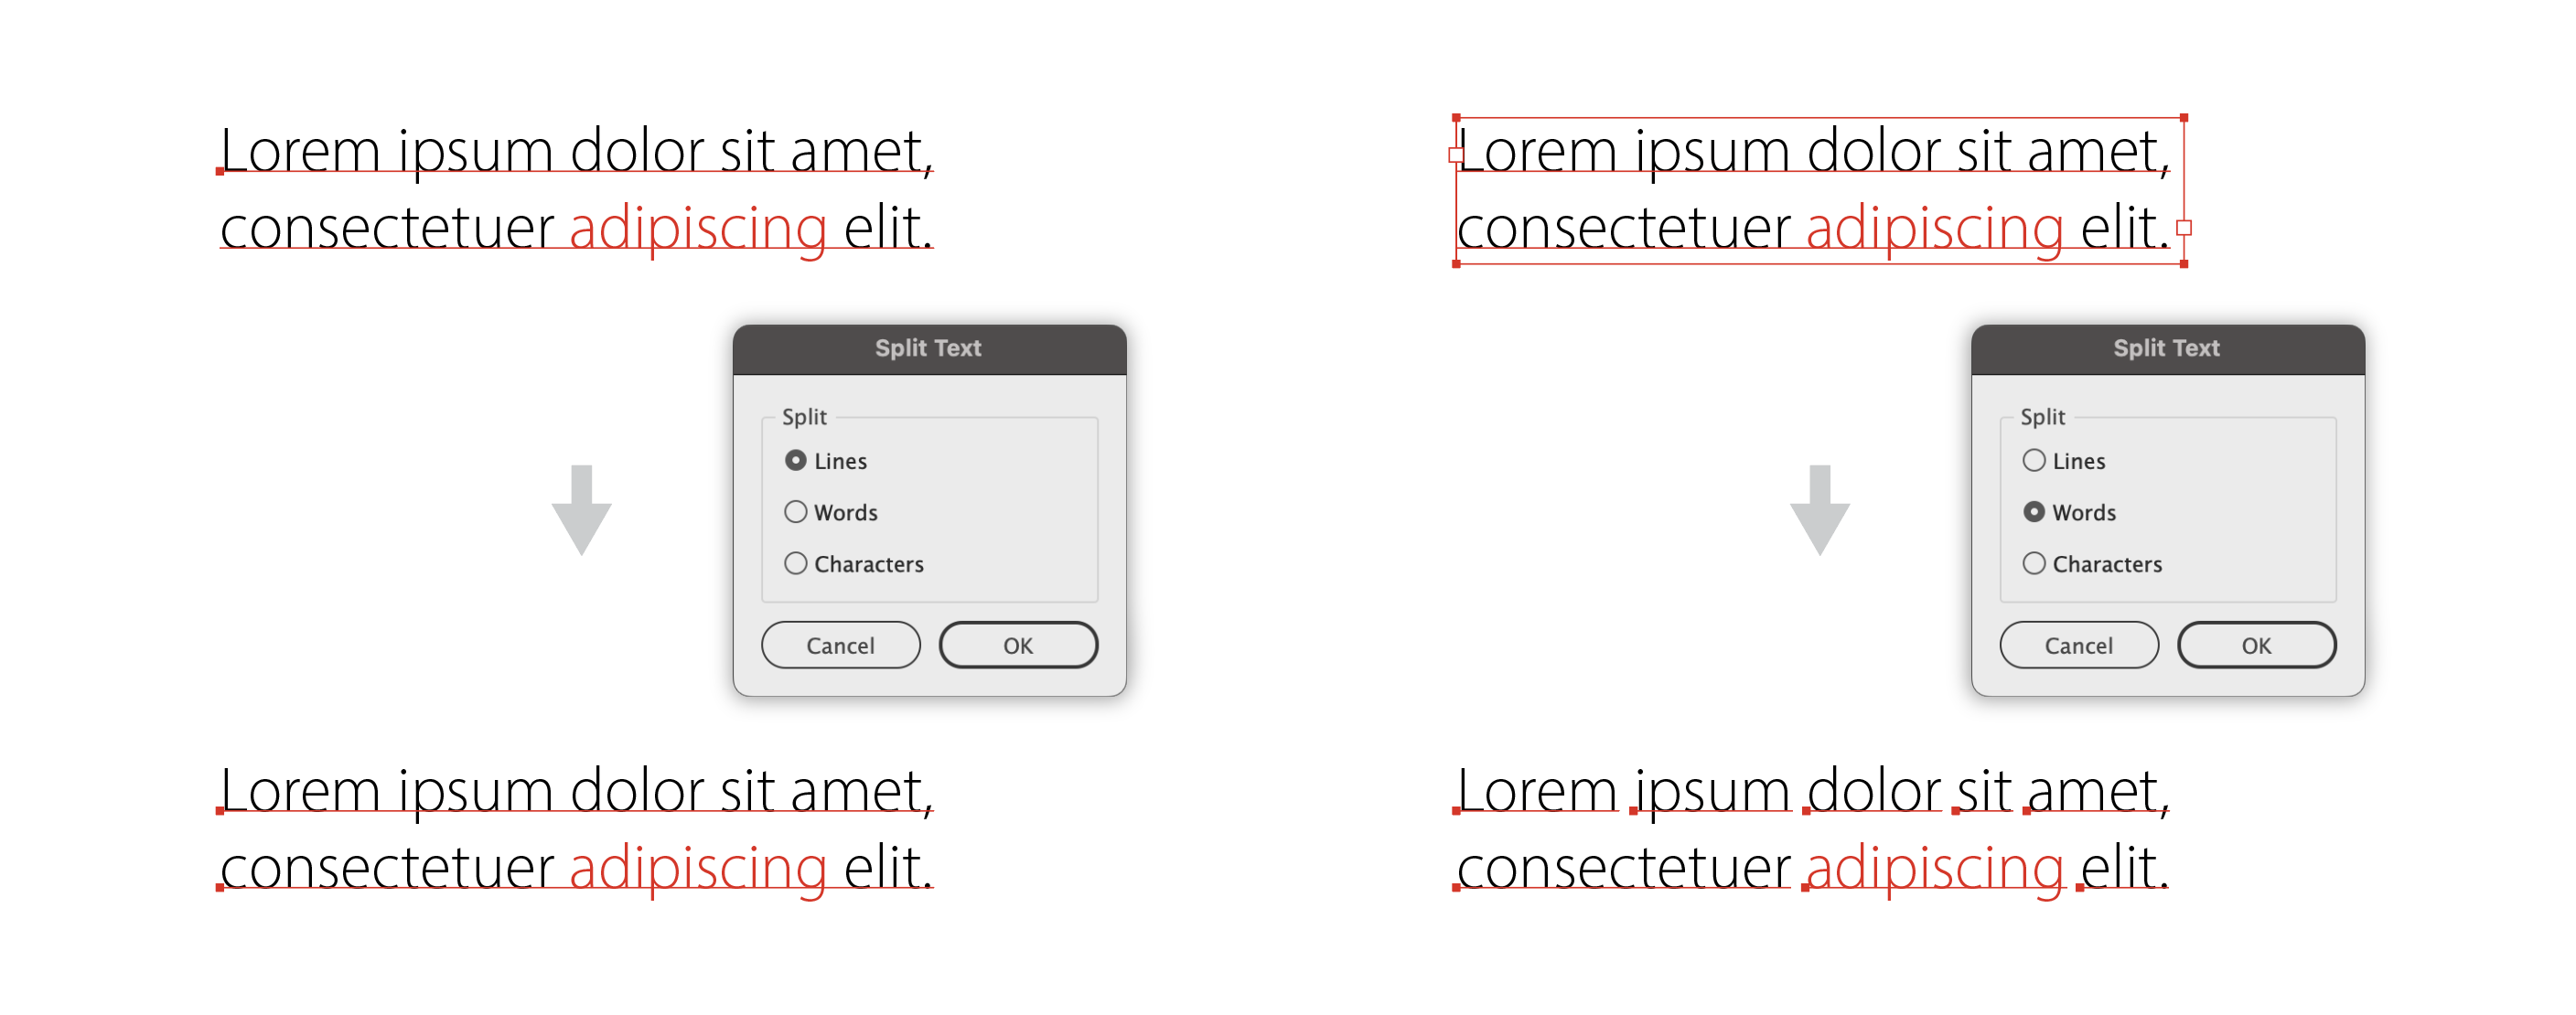 Lorem ipsum dolor sit amet,
consectetuer adipiscing elit.
Split Text
Split
Lines
Words
Characters
Cancel
OK
Lorem ipsum dolor sit amet,
consectetuer adipiscing elit.
Lorem ipsum dolor sit amet,
consectetuer adipiscing elit.
Split Text
Split
Lines
Words
Characters
Cancel
OK
Lorem ipsum dolor sit amet,
consectetuer adipiscing elit.